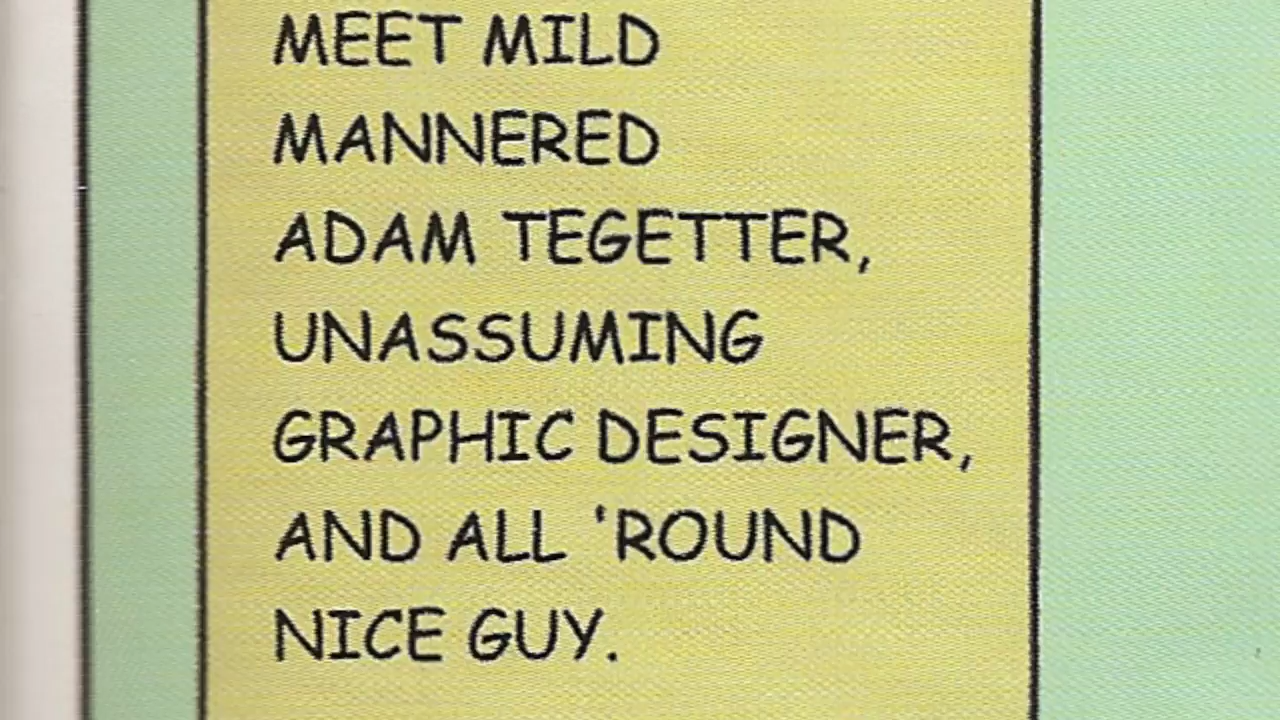 MEET MILD
MANNERED
ADAM TEGETTER,
UNASSUMING
GRAPHIC DESIGNER,
AND ALL 'ROUND
NICE GUY.